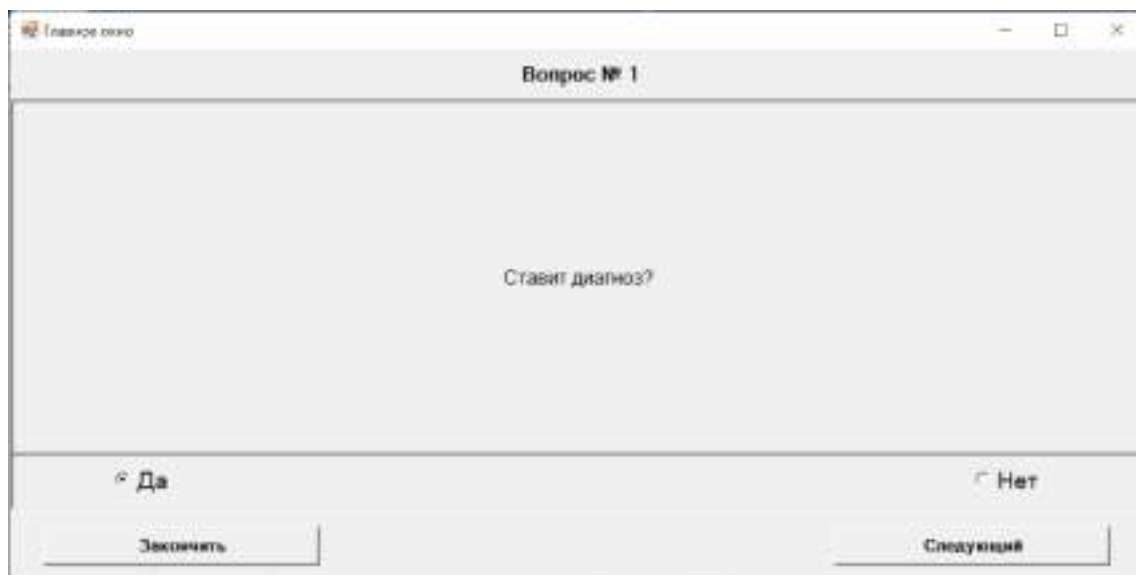 Главное окно
Вопрос № 1
Ставит диагноз?
Да
Нет
Закончить
Следующий